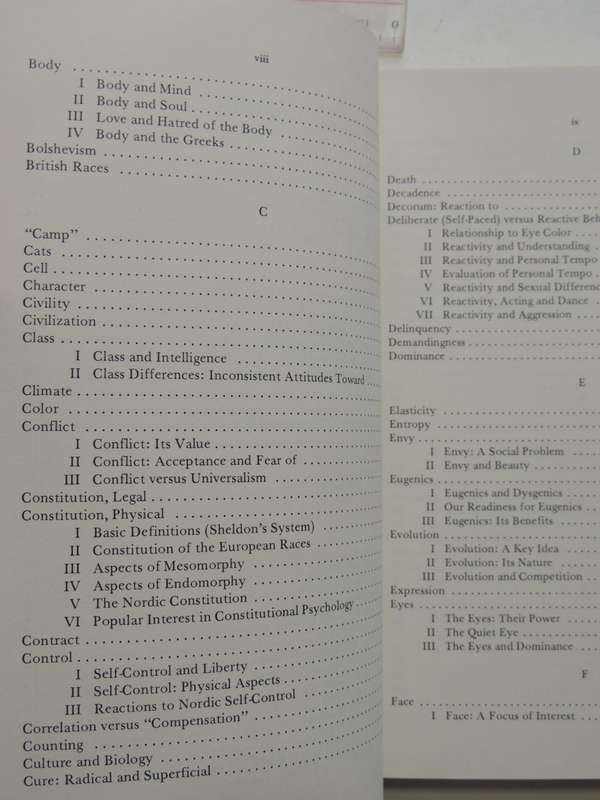 viii
Body
I Body and Mind
II Body and Soul
III Love and Hatred of the Body
IV Body and the Greeks
Bolshevism
British Races
C
“Camp”
Cats
Cell
Character
Civility
Civilization
Class
I Class and Intelligence
II Class Differences: Inconsistent Attitudes Toward
Climate
Color
Conflict
I Conflict: Its Value
II Conflict: Acceptance and Fear of
III Conflict versus Universalism
Constitution, Legal
Constitution, Physical
I Basic Definitions (Sheldon’s System)
II Constitution of the European Races
III Aspects of Mesomorphy
IV Aspects of Endomorphy
V The Nordic Constitution
VI Popular Interest in Constitutional Psychology
Contract
Control
I Self-Control and Liberty
II Self-Control: Physical Aspects
III Reactions to Nordic Self-Control
Correlation versus “Compensation”
Counting
Culture and Biology
Cure: Radical and Superficial
ix
D
Death
Decadence
Decorum: Reaction to
Deliberate (Self-Paced) versus Reactive Beh
I Relationship to Eye Color
II Reactivity and Understanding
III Reactivity and Personal Tempo
IV Evaluation of Personal Tempo
V Reactivity and Sexual Difference
VI Reactivity, Acting and Dance
VII Reactivity and Aggression
Delinquency
Demandingness
Dominance
E
Elasticity
Entropy
Envy
I Envy: A Social Problem
II Envy and Beauty
Eugenics
I Eugenics and Dysgenics
II Our Readiness for Eugenics
III Eugenics: Its Benefits
Evolution
I Evolution: A Key Idea
II Evolution: Its Nature
III Evolution and Competition
Expression
Eyes
I The Eyes: Their Power
II The Quiet Eye
III The Eyes and Dominance
F
Face
I Face: A Focus of Interest